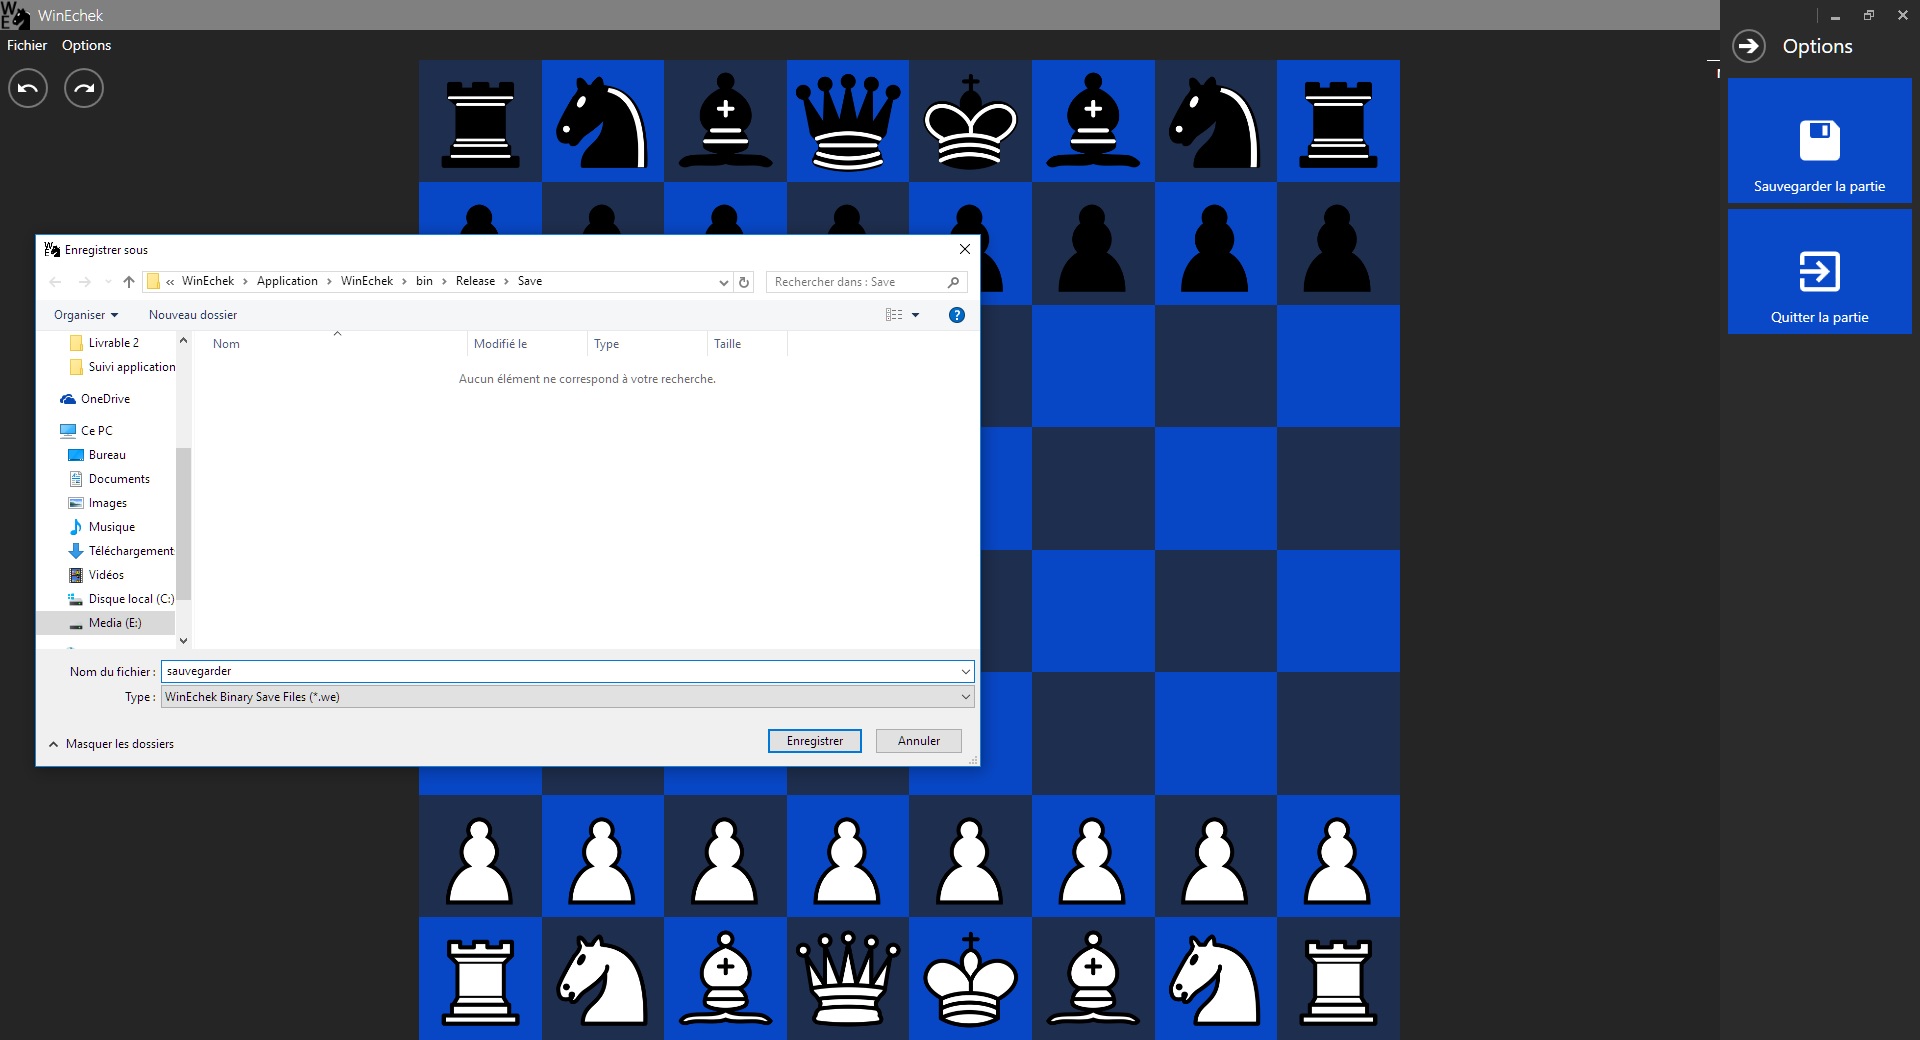 WinEchek
Fichier Options
Options
Sauvegarder la partie
Quitter la partie
Enregistrer sous
« WinEchek › Application › WinEchek › bin › Release › Save
Rechercher dans : Save
Organiser Nouveau dossier
Livrable 2
Suivi application
OneDrive
Ce PC
Bureau
Documents
Images
Musique
Téléchargement
Vidéos
Disque local (C:)
Media (E:)
Nom Modifié le Type Taille
Aucun élément ne correspond à votre recherche.
Nom du fichier : sauvegarder
Type : WinEchek Binary Save Files (*.we)
Masquer les dossiers
Enregistrer Annuler